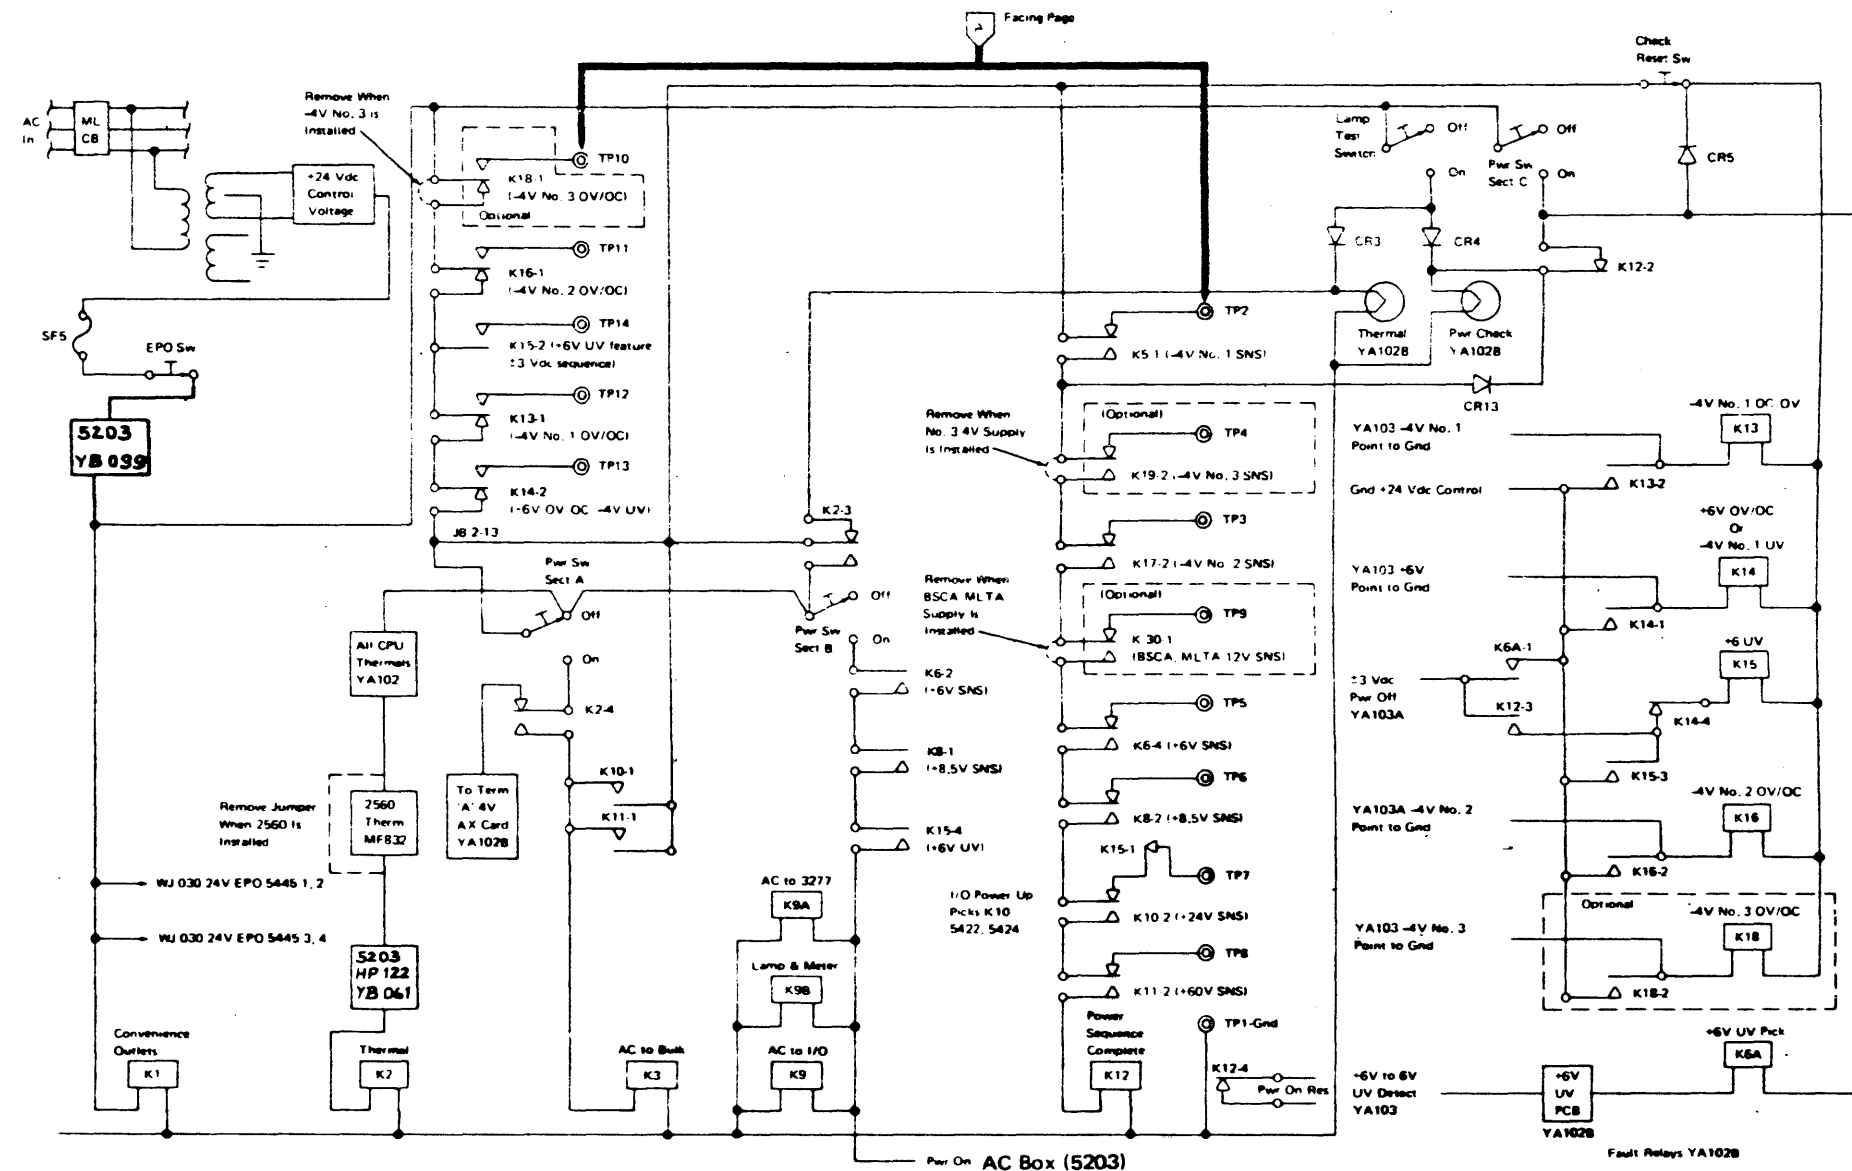 Facing Page
Check
Reset Sw
AC
In
ML
CB
Remove When
-4V No. 3 is
Installed
+24 Vdc
Control
Voltage
TP10
K18-1
(-4V No. 3 OV/OC)
Optional
TP11
K16-1
(-4V No. 2 OV/OC)
TP14
K15-2 (+6V UV feature
±3 Vdc sequence)
TP12
K13-1
(-4V No. 1 OV/OC)
TP13
K14-2
(+6V OV OC -4V UV)
JB 2-13
SF5
EPO Sw
5203
YB 099
Lamp
Test
Switch
Off
On
Pwr Sw
Sect C
Off
On
CR5
CR3
CR4
K12-2
Thermal
YA102B
Pwr Check
YA102B
CR13
TP2
K5-1 (-4V No. 1 SNS)
Remove When
No. 3 4V Supply
Is Installed
(Optional)
TP4
K19-2 (-4V No. 3 SNS)
TP3
K17-2 (-4V No. 2 SNS)
Remove When
BSCA MLTA
Supply Is
Installed
(Optional)
TP9
K 30-1
(BSCA, MLTA 12V SNS)
TP5
K6-4 (+6V SNS)
TP6
K8-2 (+8.5V SNS)
K15-1
TP7
I/O Power Up
Picks K10
5422, 5424
K10-2 (+24V SNS)
TP8
K11-2 (+60V SNS)
Power
Sequence
Complete
K12
TP1-Gnd
K12-4
Pwr On Res
Pwr Sw
Sect A
Off
On
K2-3
Off
Pwr Sw
Sect B
On
K6-2
(+6V SNS)
K8-1
(+8.5V SNS)
K15-4
(+6V UV)
All CPU
Thermals
YA102
K2-4
K10-1
K11-1
To Term
'A' 4V
AX Card
YA102B
Remove Jumper
When 2560 Is
Installed
2560
Therm
MF832
WJ 030 24V EPO 5445 1, 2
WJ 030 24V EPO 5445 3, 4
5203
HP 122
YB 061
Convenience
Outlets
K1
Thermal
K2
AC to Bulk
K3
AC to 3277
K9A
Lamp & Meter
K9B
AC to I/O
K9
Pwr On
AC Box (5203)
YA103 -4V No. 1
Point to Gnd
-4V No. 1 OC OV
K13
K13-2
Gnd +24 Vdc Control
+6V OV/OC
Or
-4V No. 1 UV
K14
YA103 +6V
Point to Gnd
K14-1
+6 UV
K15
K6A-1
±3 Vdc
Pwr Off
YA103A
K12-3
K14-4
K15-3
-4V No. 2 OV/OC
K16
YA103A -4V No. 2
Point to Gnd
K16-2
Optional
-4V No. 3 OV/OC
K18
YA103 -4V No. 3
Point to Gnd
K18-2
+6V UV Pick
K6A
+6V to 6V
UV Detect
YA103
+6V
UV
PCB
YA102B
Fault Relays YA102B